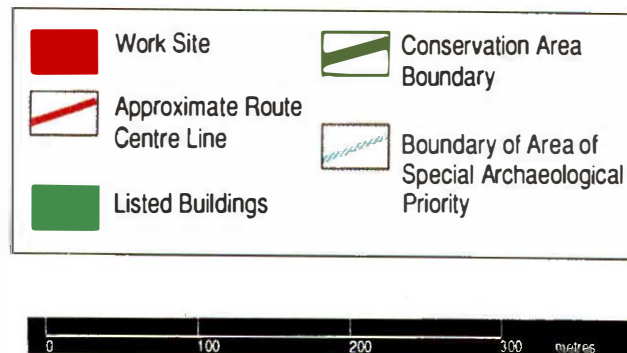 Work Site
Approximate Route
Centre Line
Listed Buildings
Conservation Area
Boundary
Boundary of Area of
Special Archaeological
Priority
0 100 200 300 metres